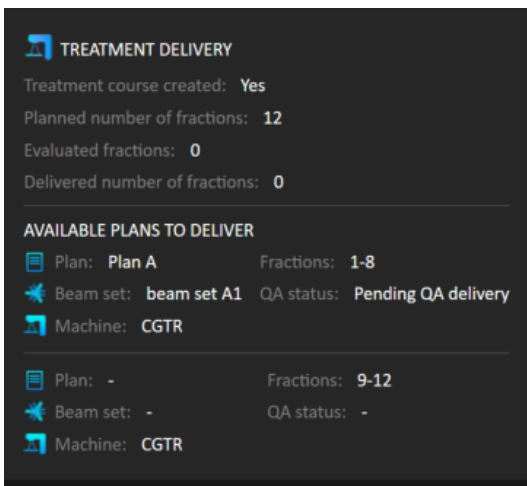 TREATMENT DELIVERY
Treatment course created: Yes
Planned number of fractions: 12
Evaluated fractions: 0
Delivered number of fractions: 0
AVAILABLE PLANS TO DELIVER
Plan: Plan A Fractions: 1-8
Beam set: beam set A1 QA status: Pending QA delivery
Machine: CGTR
Plan: - Fractions: 9-12
Beam set: - QA status: -
Machine: CGTR